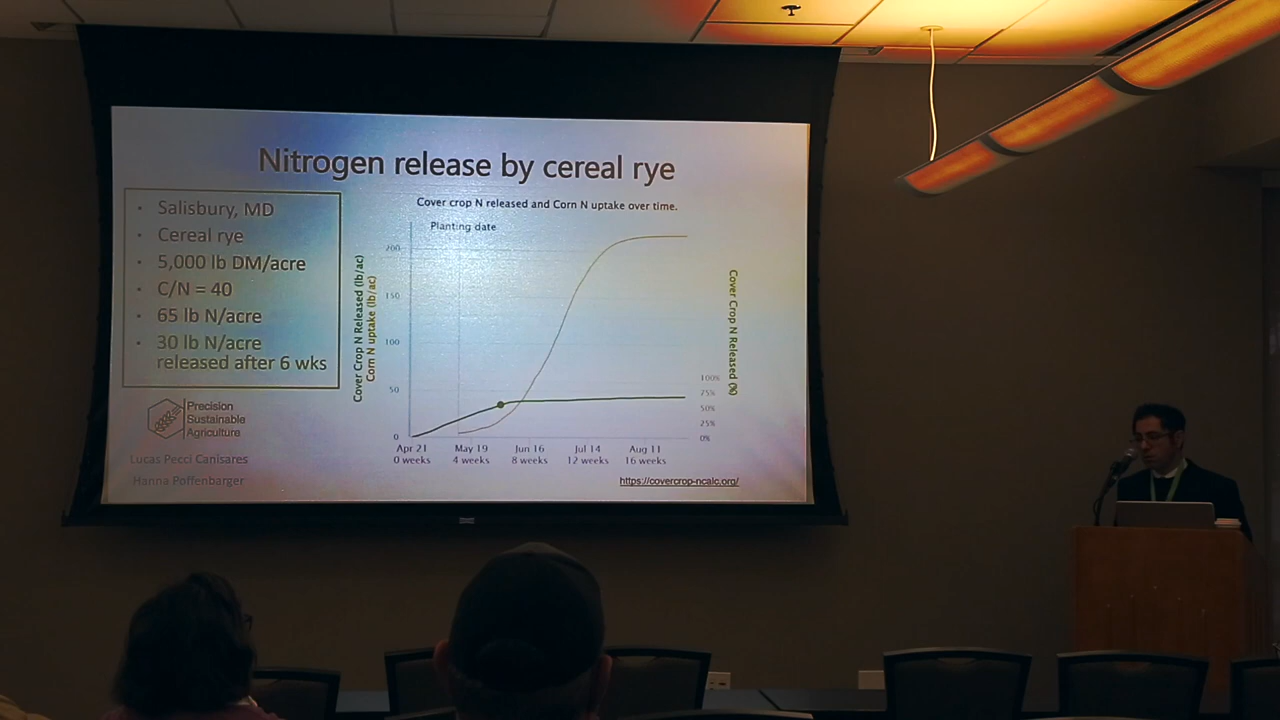 Nitrogen release by cereal rye
• Salisbury, MD
• Cereal rye
• 5,000 lb DM/acre
• C/N = 40
• 65 lb N/acre
• 30 lb N/acre
released after 6 wks
Precision
Sustainable
Agriculture
Lucas Pecci Canisares
Hanna Poffenbarger
Cover crop N released and Corn N uptake over time.
Planting date
Cover Crop N Released (lb/ac)
Corn N uptake (lb/ac)
200
150
100
50
0
Apr 21 May 19 Jun 16 Jul 14 Aug 11
0 weeks 4 weeks 8 weeks 12 weeks 16 weeks
100%
75%
50%
25%
0%
Cover Crop N Released (%)
https://covercrop-ncalc.org/